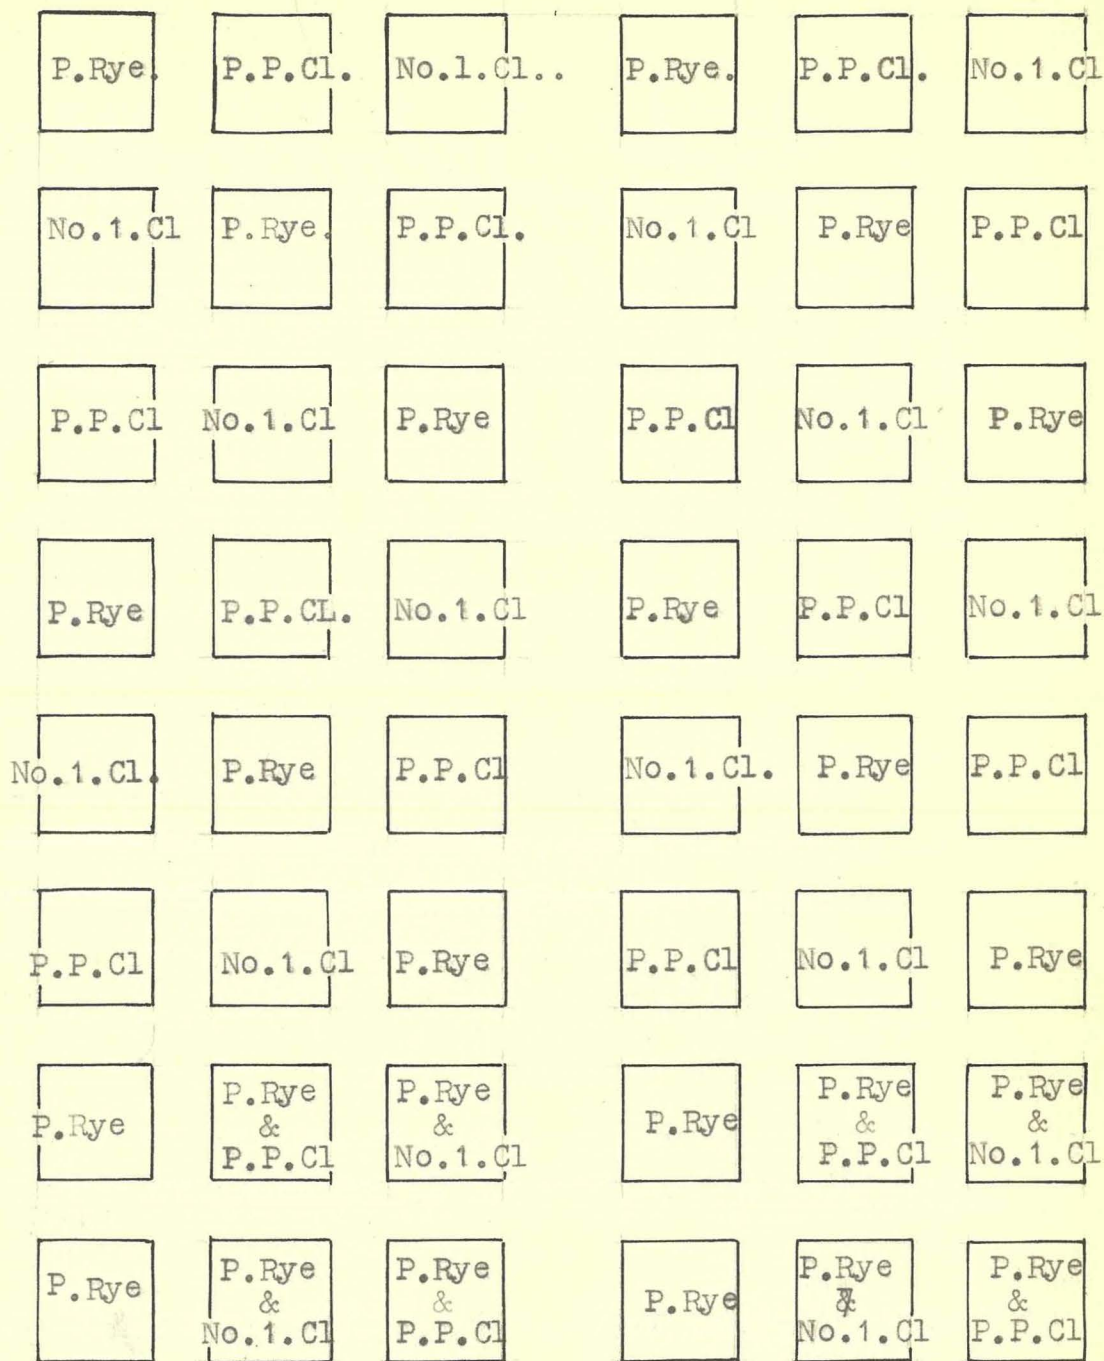 P.Rye. P.P.Cl. No.l.Cl.. P.Rye. P.P.Cl. No.1.Cl
No.1.Cl P.Rye. P.P.Cl. No.1.Cl P.Rye P.P.Cl
P.P.Cl No.1.Cl P.Rye P.P.Cl No.1.Cl P.Rye
P.Rye P.P.CL. No.1.Cl P.Rye P.P.Cl No.1.Cl
No.1.Cl. P.Rye P.P.Cl No.1.Cl. P.Rye P.P.Cl
P.P.Cl No.1.Cl P.Rye P.P.Cl No.1.Cl P.Rye
P.Rye
P.Rye
&
P.P.Cl
P.Rye
&
No.1.Cl
P.Rye
P.Rye
&
P.P.Cl
P.Rye
&
No.1.Cl
P.Rye
P.Rye
&
No.1.Cl
P.Rye
&
P.P.Cl
P.Rye
P.Rye
&
No.1.Cl
P.Rye
&
P.P.Cl